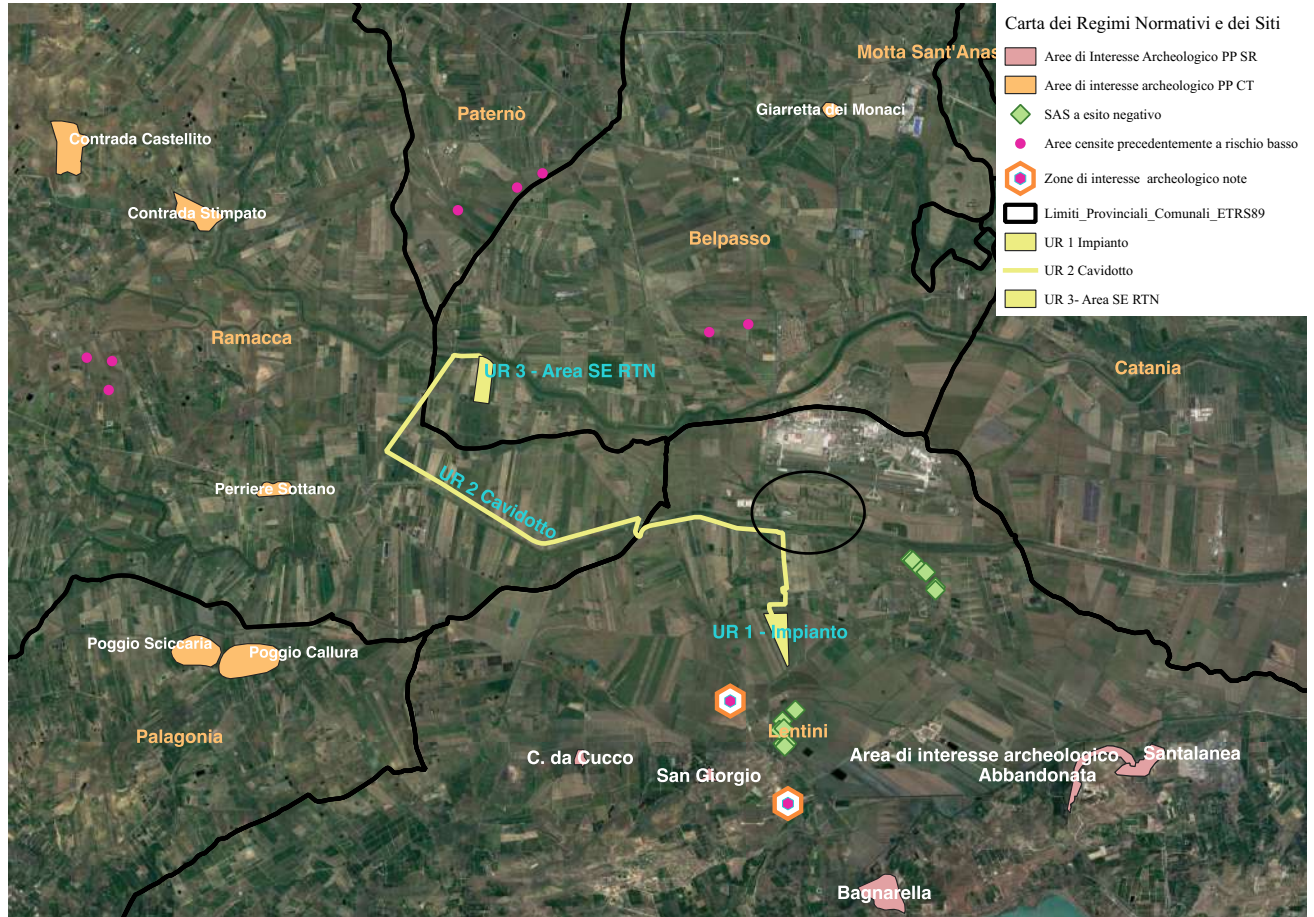 Carta dei Regimi Normativi e dei Siti
Aree di Interesse Archeologico PP SR
Aree di interesse archeologico PP CT
SAS a esito negativo
Aree censite precedentemente a rischio basso
Zone di interesse archeologico note
Limiti_Provinciali_Comunali_ETRS89
UR 1 Impianto
UR 2 Cavidotto
UR 3- Area SE RTN
Motta Sant'Anas
Paternò
Giarretta dei Monaci
Contrada Castellito
Contrada Stimpato
Belpasso
Ramacca
UR 3 - Area SE RTN
Catania
Perriere Sottano
UR 2 Cavidotto
UR 1 - Impianto
Poggio Sciccaria
Poggio Callura
Palagonia
Lentini
C. da Cucco
San Giorgio
Area di interesse archeologico
Abbandonata
Santalanea
Bagnarella